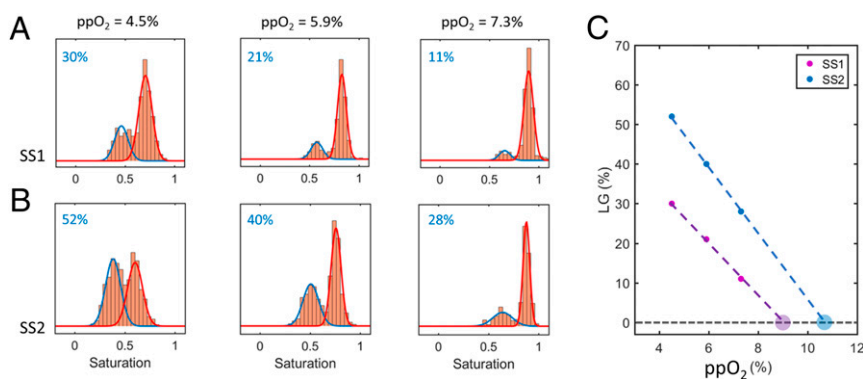 A
ppO₂ = 4.5%
ppO₂ = 5.9%
ppO₂ = 7.3%
C
30%
21%
11%
SS1
0 0.5 1
0 0.5 1
0 0.5 1
B
52%
40%
28%
SS2
0 0.5 1
0 0.5 1
0 0.5 1
Saturation
Saturation
Saturation
70
60
50
40
30
20
10
0
LG (%)
SS1
SS2
4 6 8 10 12
ppO₂ (%)